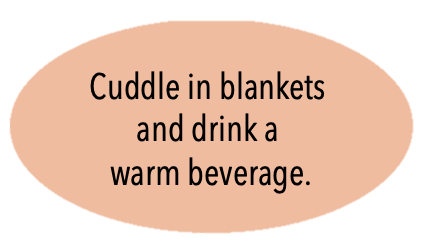 Cuddle in blankets
and drink a
warm beverage.